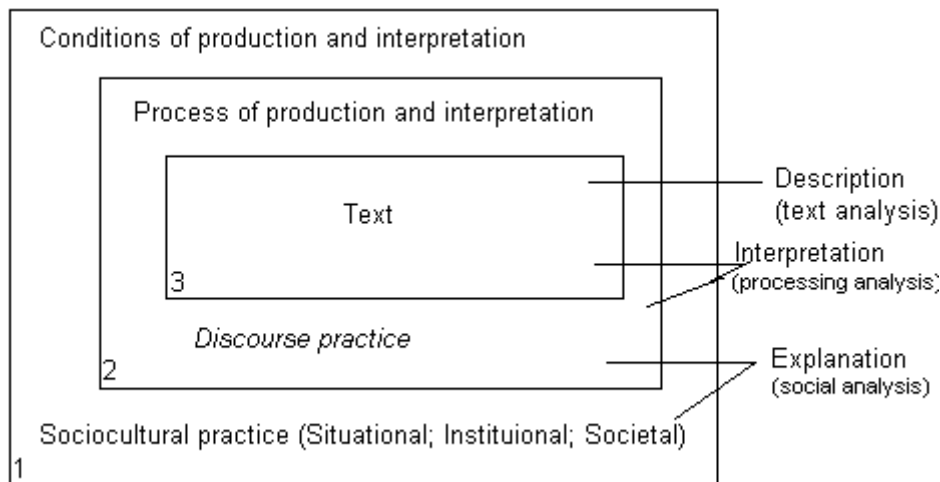 Conditions of production and interpretation
Process of production and interpretation
Text
3
Discourse practice
2
Sociocultural practice (Situational; Instituional; Societal)
1
Description
(text analysis)
Interpretation
(processing analysis)
Explanation
(social analysis)